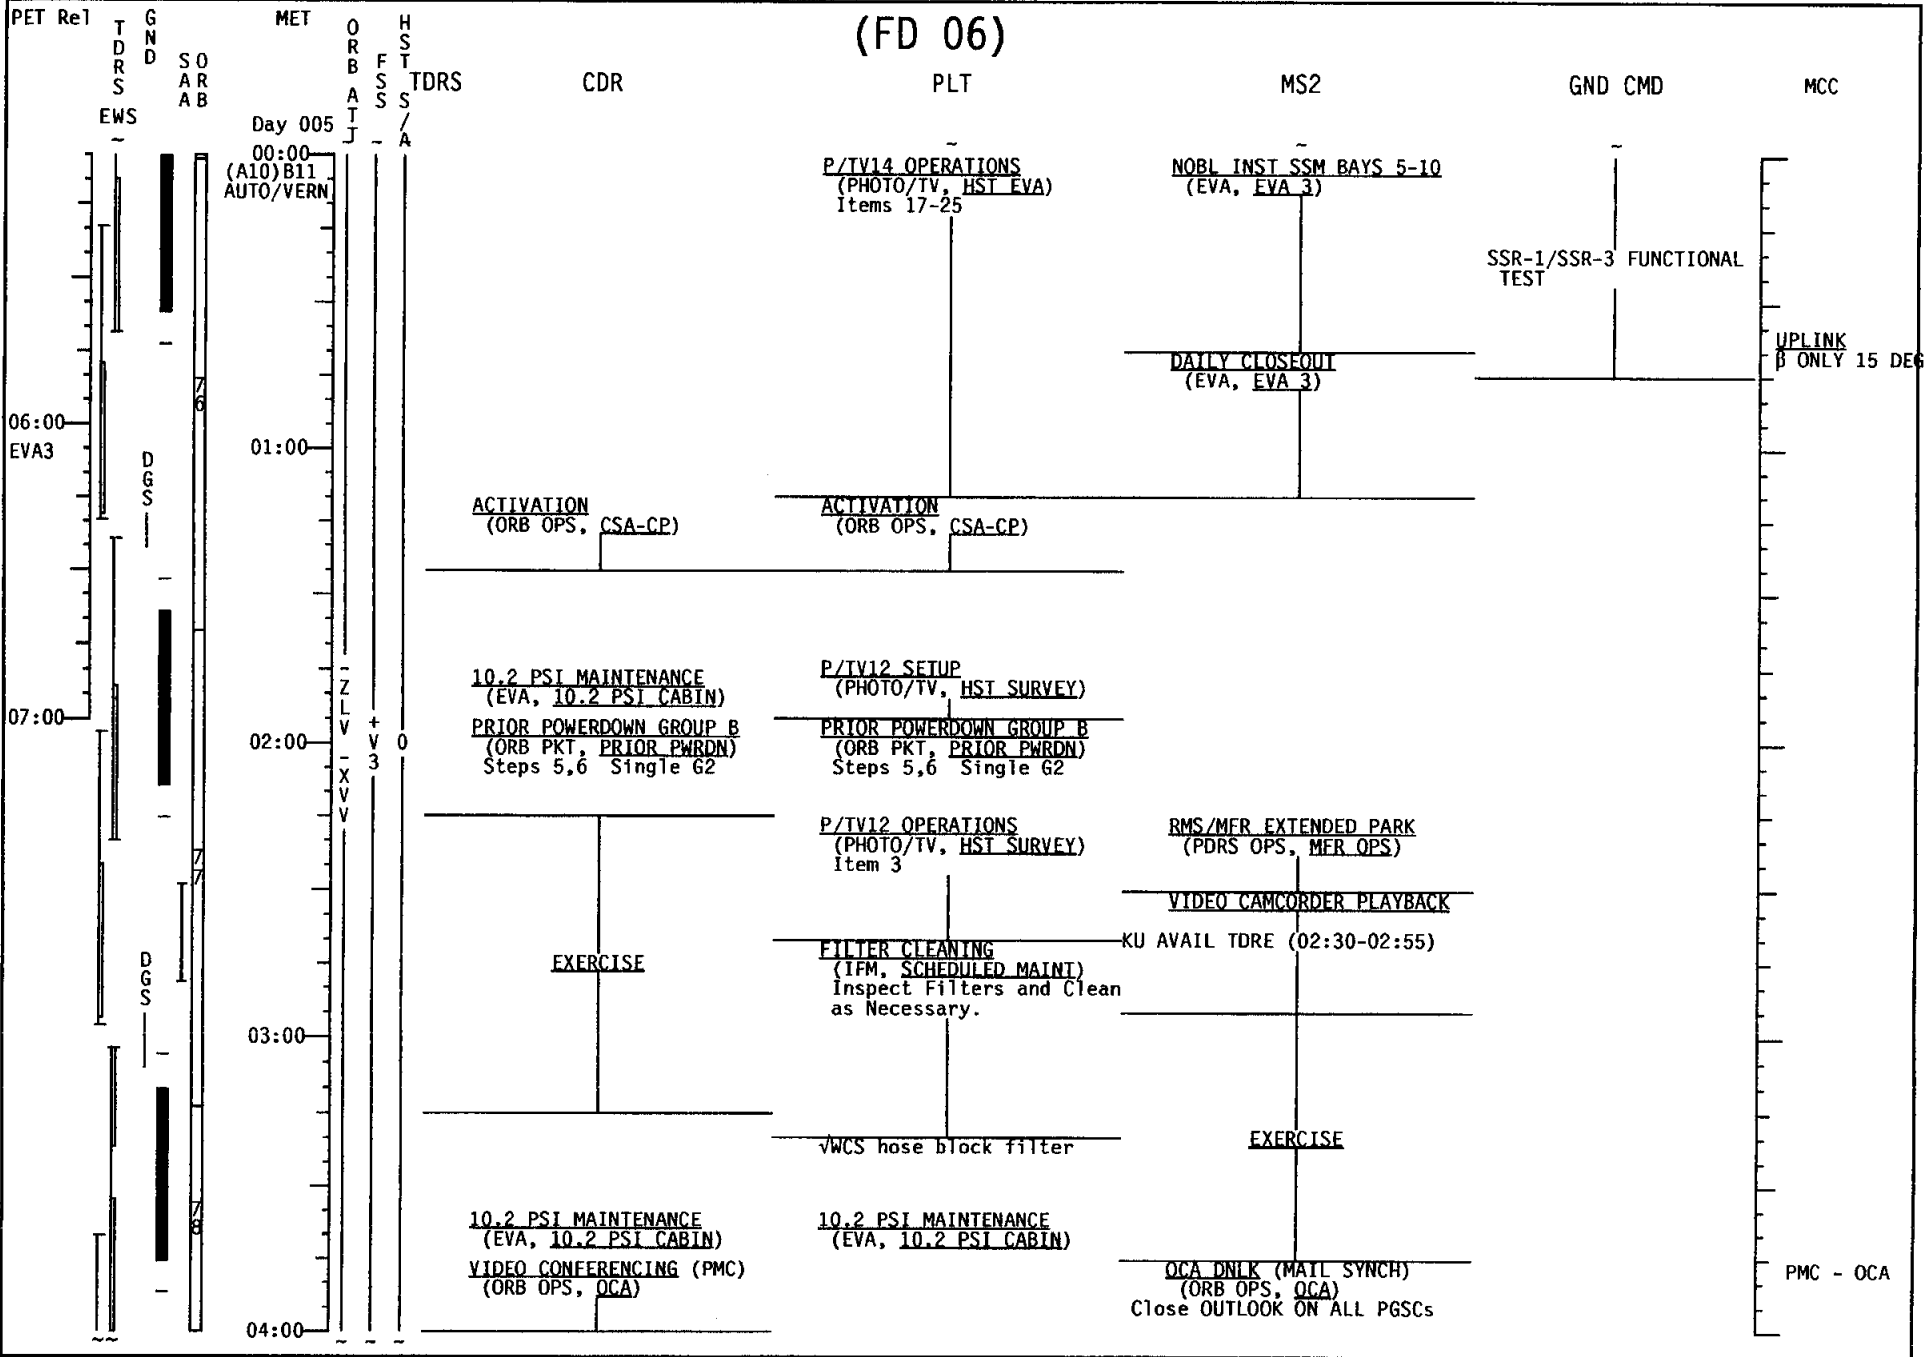 (FD 06)
PET Rel
TDRS
GND
SAA
ORB
MET
ORB ATT
FSS
HST S/A
TDRS
CDR
PLT
MS2
GND CMD
MCC
EWS
~
Day 005
~
~
~
~
00:00
(A10)B11
AUTO/VERN
P/TV14 OPERATIONS
(PHOTO/TV, HST EVA)
Items 17-25
NOBL INST SSM BAYS 5-10
(EVA, EVA 3)
SSR-1/SSR-3 FUNCTIONAL
TEST
UPLINK
β ONLY 15 DEG
DAILY CLOSEOUT
(EVA, EVA 3)
76
06:00
EVA3
01:00
DGS
ACTIVATION
(ORB OPS, CSA-CP)
ACTIVATION
(ORB OPS, CSA-CP)
-ZLV -XVV
+V3
0
10.2 PSI MAINTENANCE
(EVA, 10.2 PSI CABIN)
P/TV12 SETUP
(PHOTO/TV, HST SURVEY)
07:00
02:00
PRIOR POWERDOWN GROUP B
(ORB PKT, PRIOR PWRDN)
Steps 5,6 Single G2
PRIOR POWERDOWN GROUP B
(ORB PKT, PRIOR PWRDN)
Steps 5,6 Single G2
P/TV12 OPERATIONS
(PHOTO/TV, HST SURVEY)
Item 3
RMS/MFR EXTENDED PARK
(PDRS OPS, MFR OPS)
77
VIDEO CAMCORDER PLAYBACK
KU AVAIL TDRE (02:30-02:55)
DGS
EXERCISE
FILTER CLEANING
(IFM, SCHEDULED MAINT)
Inspect Filters and Clean
as Necessary.
03:00
√WCS hose block filter
EXERCISE
78
10.2 PSI MAINTENANCE
(EVA, 10.2 PSI CABIN)
10.2 PSI MAINTENANCE
(EVA, 10.2 PSI CABIN)
VIDEO CONFERENCING (PMC)
(ORB OPS, OCA)
OCA DNLK (MAIL SYNCH)
(ORB OPS, OCA)
Close OUTLOOK ON ALL PGSCs
PMC - OCA
04:00
~~
~
~
~